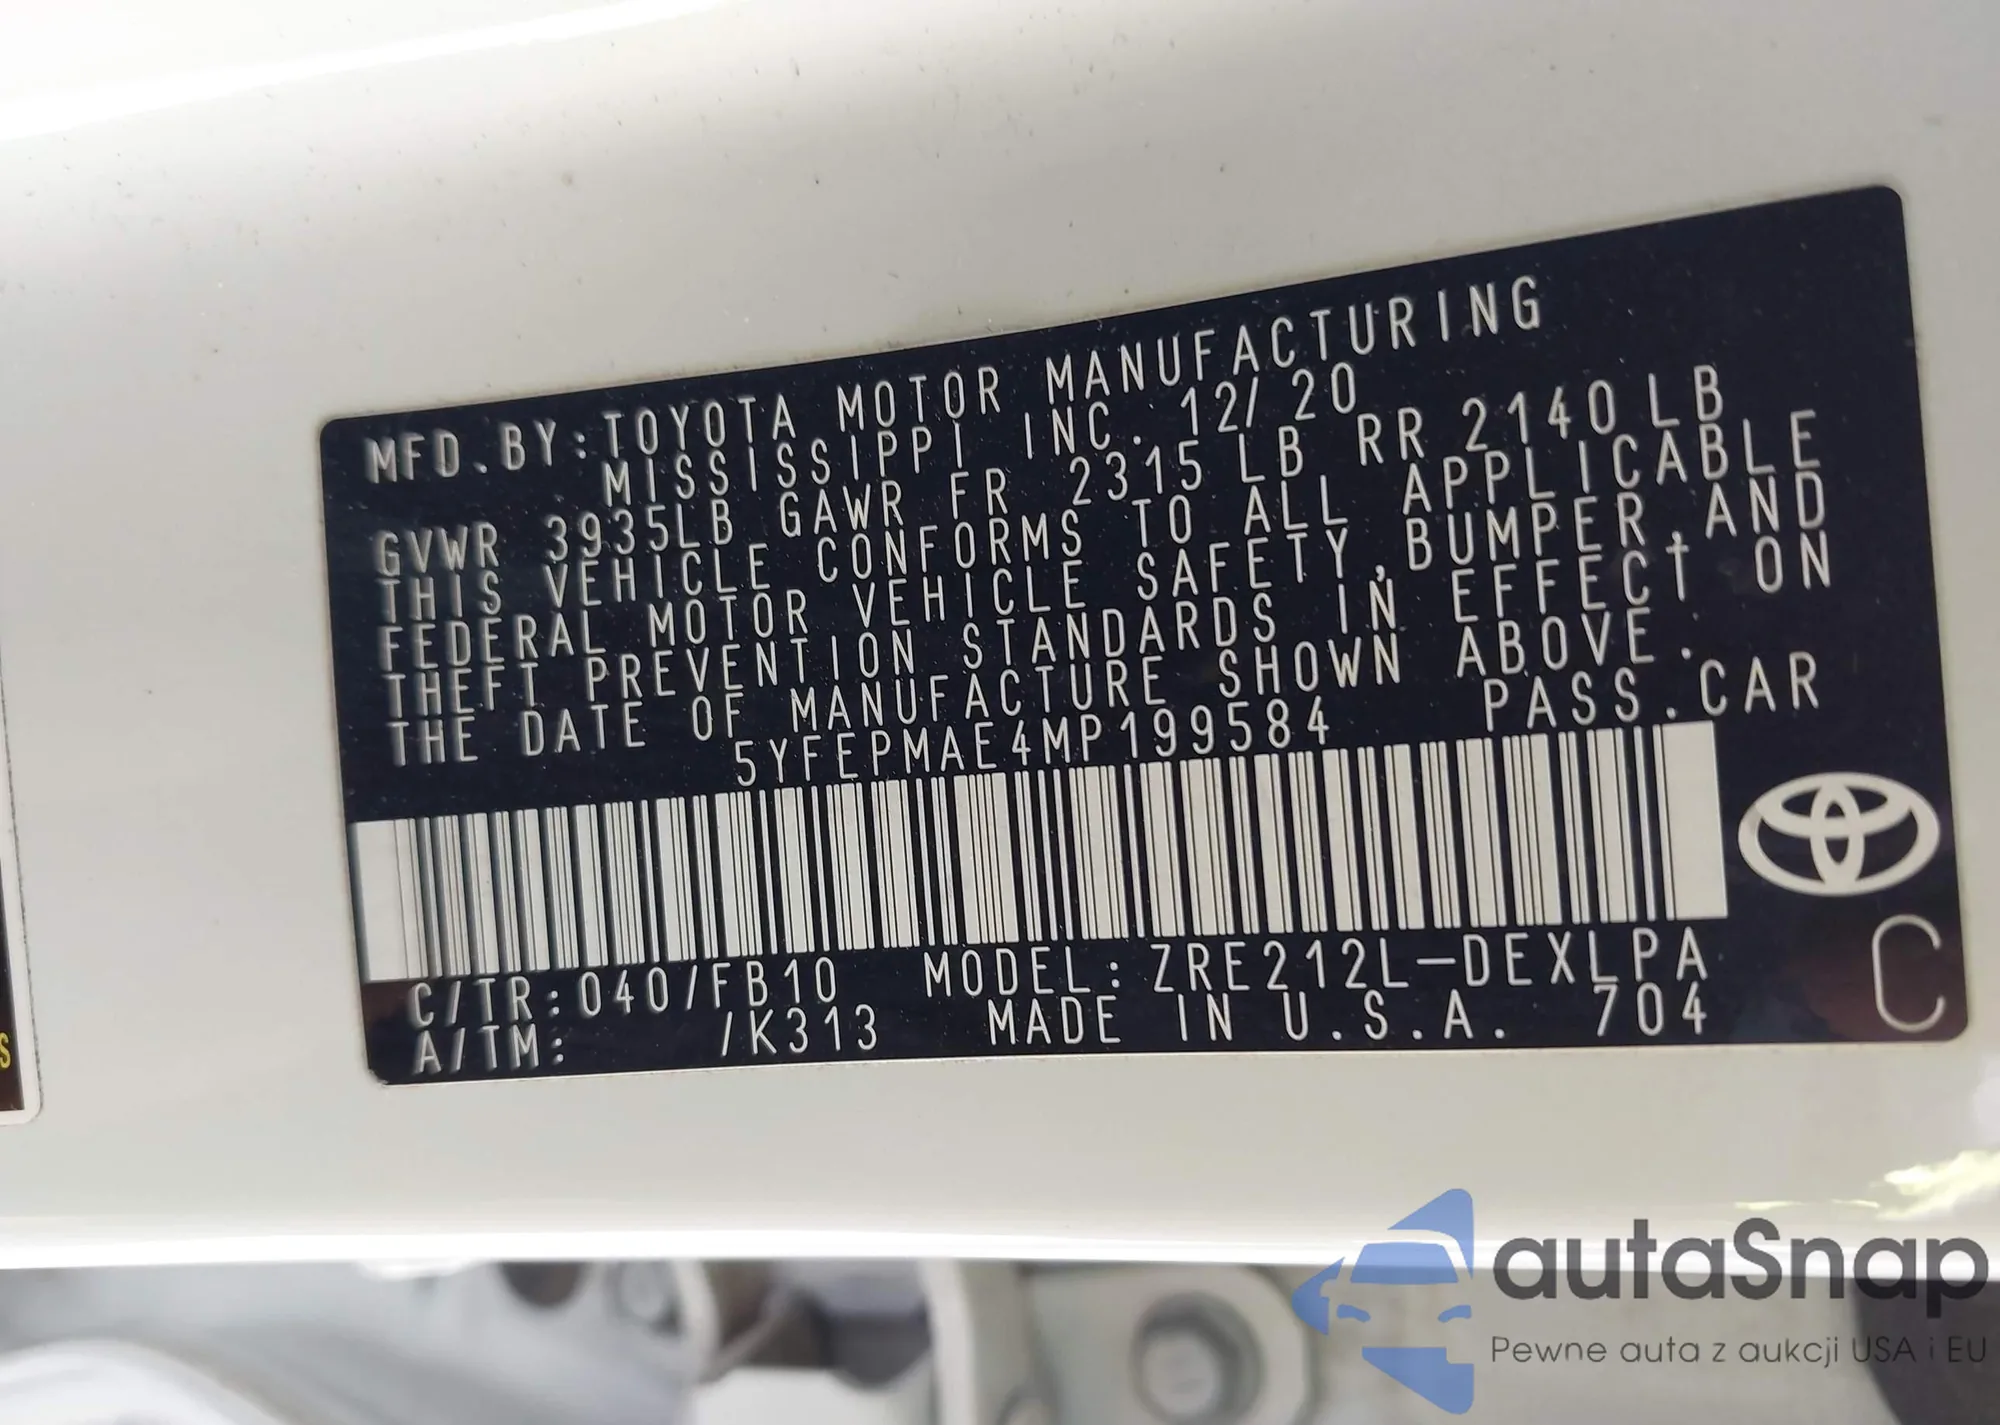 MFD.BY:TOYOTA MOTOR MANUFACTURING
MISSISSIPPI INC. 12/20
GVWR 3935LB GAWR FR 2315 LB RR 2140LB
THIS VEHICLE CONFORMS TO ALL APPLICABLE
FEDERAL MOTOR VEHICLE SAFETY,BUMPER,AND
THEFT PREVENTION STANDARDS IN EFFECT ON
THE DATE OF MANUFACTURE SHOWN ABOVE.
5YFEPMAE4MP199584 PASS.CAR
C/TR:040/FB10 MODEL:ZRE212L-DEXLPA
A/TM: /K313 MADE IN U.S.A. 704
C
S
autaSnap
Pewne auta z aukcji USA i EU